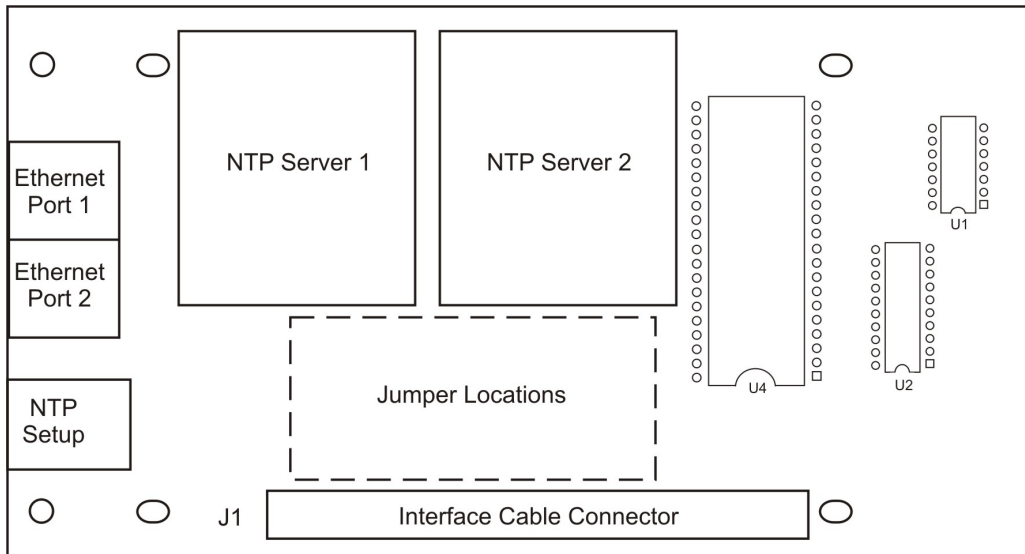 NTP Server 1
NTP Server 2
Ethernet
Port 1
U1
Ethernet
Port 2
Jumper Locations
U4
U2
NTP
Setup
J1
Interface Cable Connector